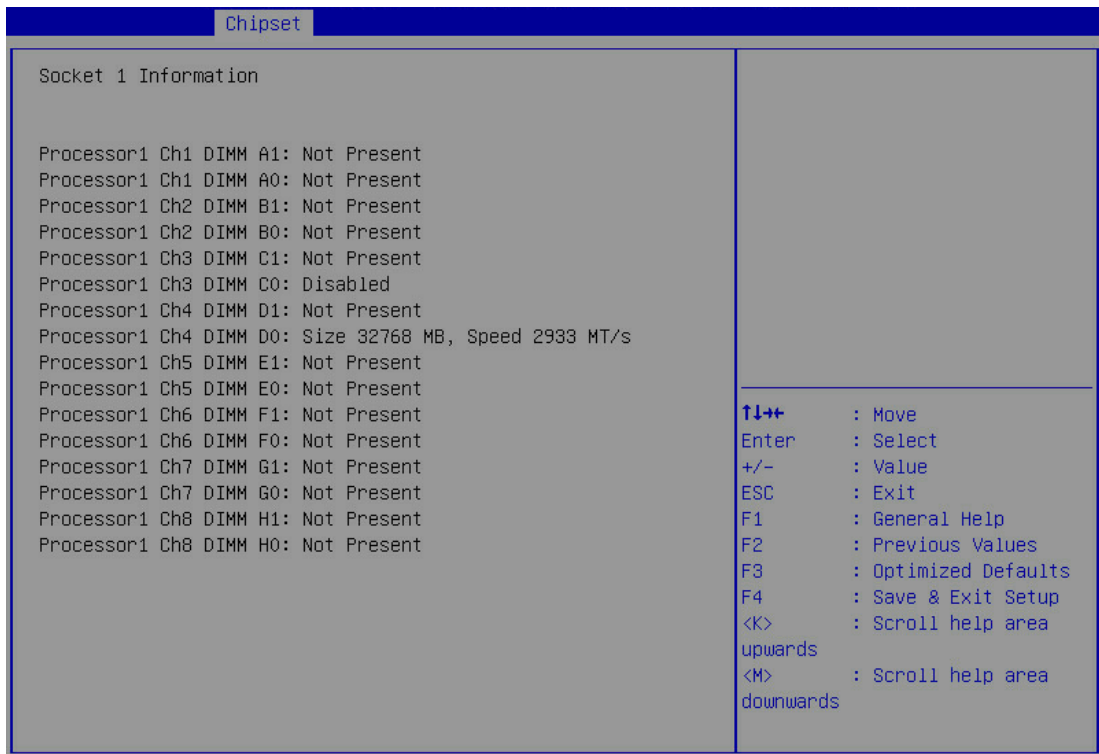 Chipset
Socket 1 Information
Processor1 Ch1 DIMM A1: Not Present
Processor1 Ch1 DIMM A0: Not Present
Processor1 Ch2 DIMM B1: Not Present
Processor1 Ch2 DIMM B0: Not Present
Processor1 Ch3 DIMM C1: Not Present
Processor1 Ch3 DIMM C0: Disabled
Processor1 Ch4 DIMM D1: Not Present
Processor1 Ch4 DIMM D0: Size 32768 MB, Speed 2933 MT/s
Processor1 Ch5 DIMM E1: Not Present
Processor1 Ch5 DIMM E0: Not Present
Processor1 Ch6 DIMM F1: Not Present
Processor1 Ch6 DIMM F0: Not Present
Processor1 Ch7 DIMM G1: Not Present
Processor1 Ch7 DIMM G0: Not Present
Processor1 Ch8 DIMM H1: Not Present
Processor1 Ch8 DIMM H0: Not Present
↑↓→← : Move
Enter : Select
+/- : Value
ESC : Exit
F1 : General Help
F2 : Previous Values
F3 : Optimized Defaults
F4 : Save & Exit Setup
<K> : Scroll help area
upwards
<M> : Scroll help area
downwards